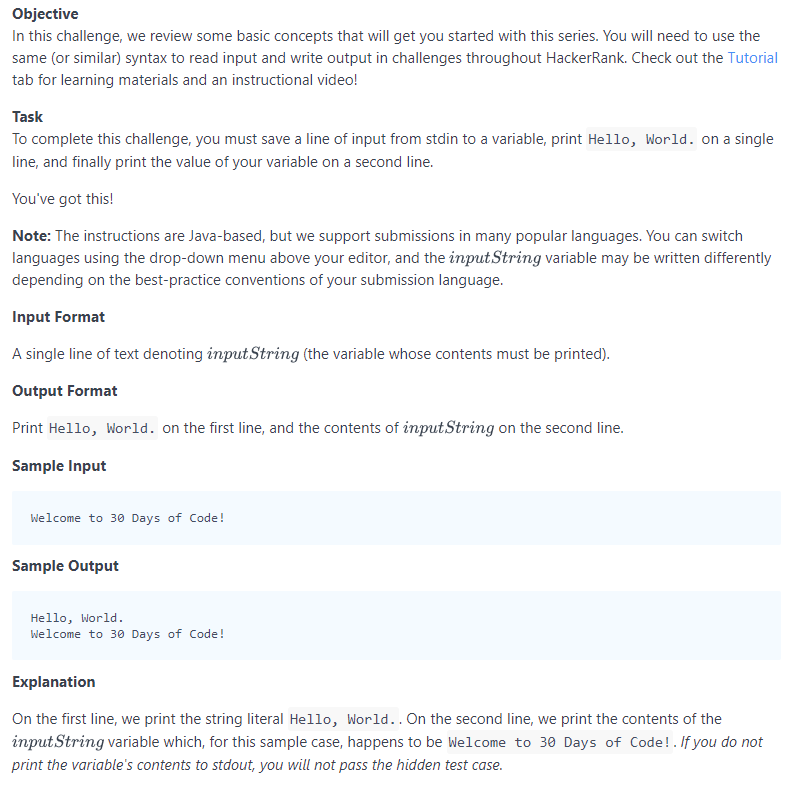 Objective
In this challenge, we review some basic concepts that will get you started with this series. You will need to use the
same (or similar) syntax to read input and write output in challenges throughout HackerRank. Check out the Tutorial
tab for learning materials and an instructional video!
Task
To complete this challenge, you must save a line of input from stdin to a variable, print Hello, World. on a single
line, and finally print the value of your variable on a second line.
You've got this!
Note: The instructions are Java-based, but we support submissions in many popular languages. You can switch
languages using the drop-down menu above your editor, and the inputString variable may be written differently
depending on the best-practice conventions of your submission language.
Input Format
A single line of text denoting inputString (the variable whose contents must be printed).
Output Format
Print Hello, World. on the first line, and the contents of inputString on the second line.
Sample Input
Welcome to 30 Days of Code!
Sample Output
Hello, World.
Welcome to 30 Days of Code!
Explanation
On the first line, we print the string literal Hello, World.. On the second line, we print the contents of the
inputString variable which, for this sample case, happens to be Welcome to 30 Days of Code!. If you do not
print the variable's contents to stdout, you will not pass the hidden test case.